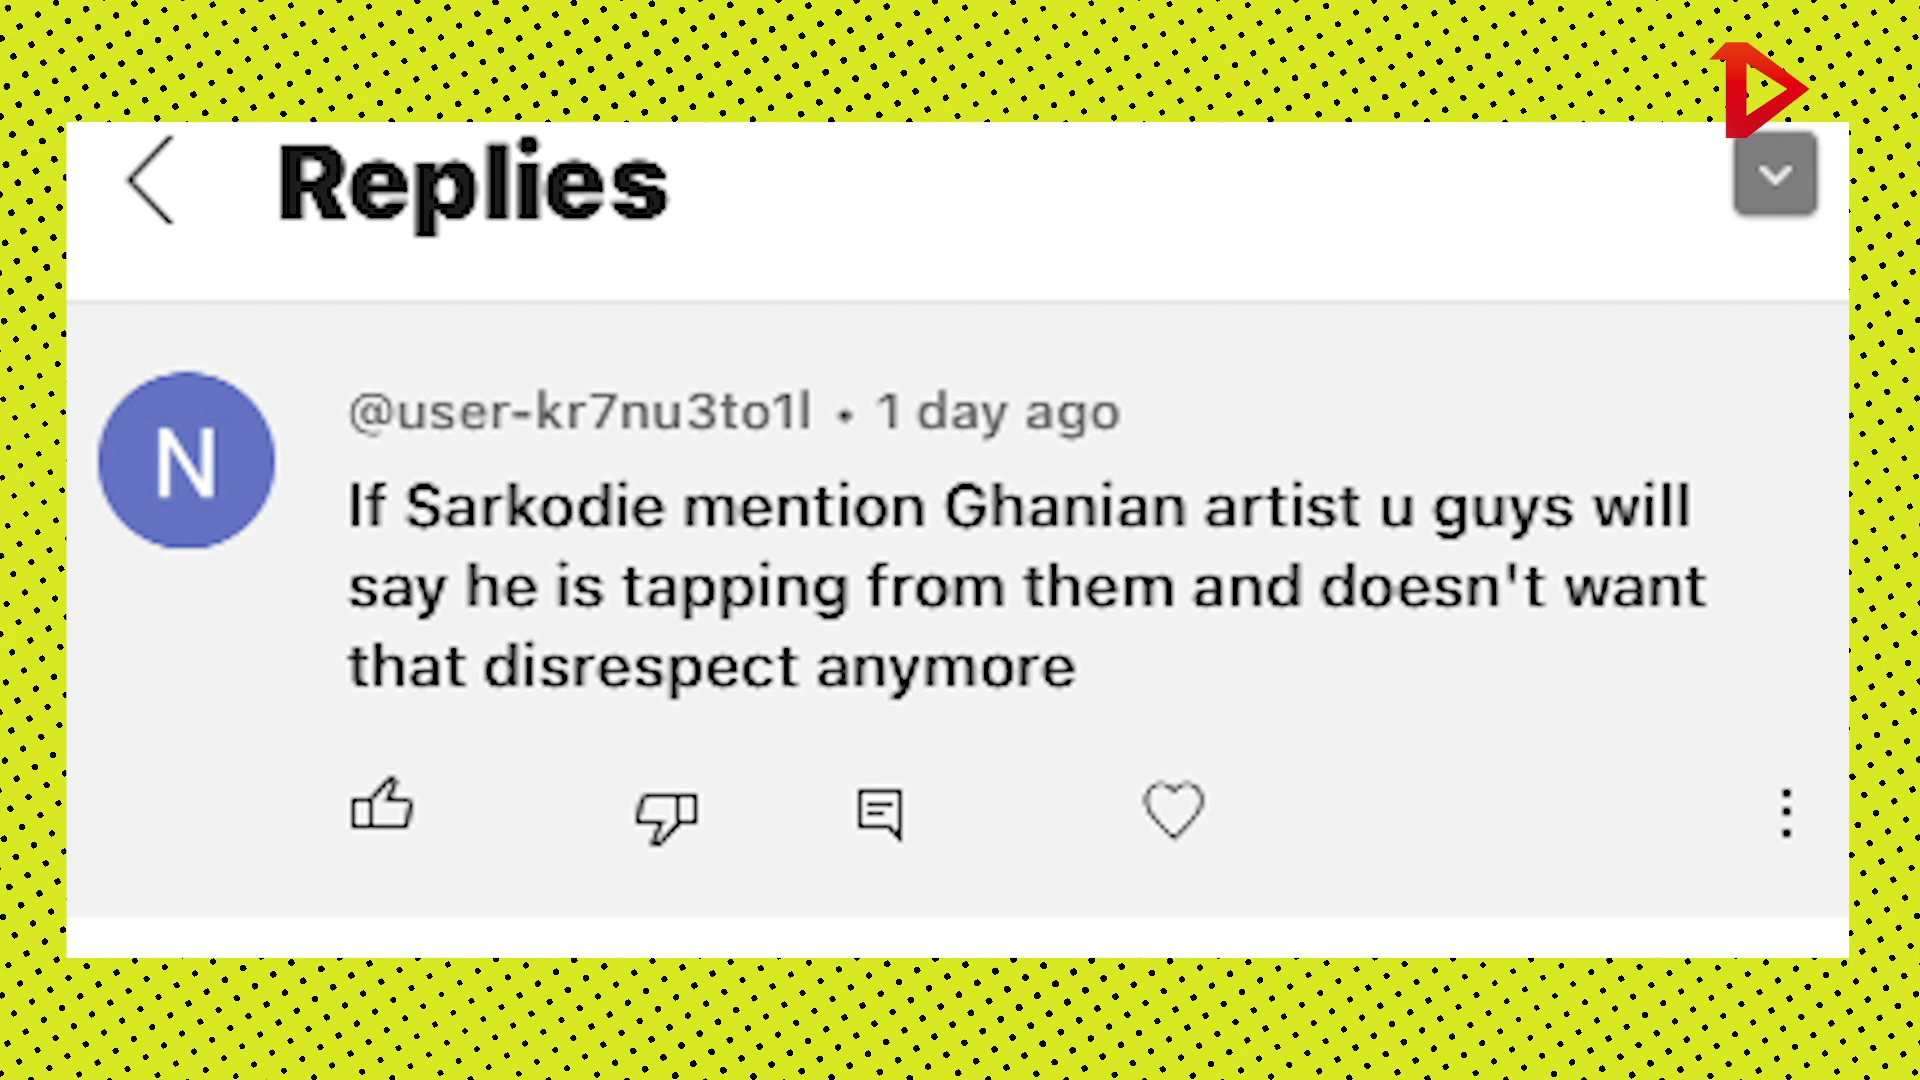 Replies
N
@user-kr7nu3to1l • 1 day ago
If Sarkodie mention Ghanian artist u guys will
say he is tapping from them and doesn't want
that disrespect anymore